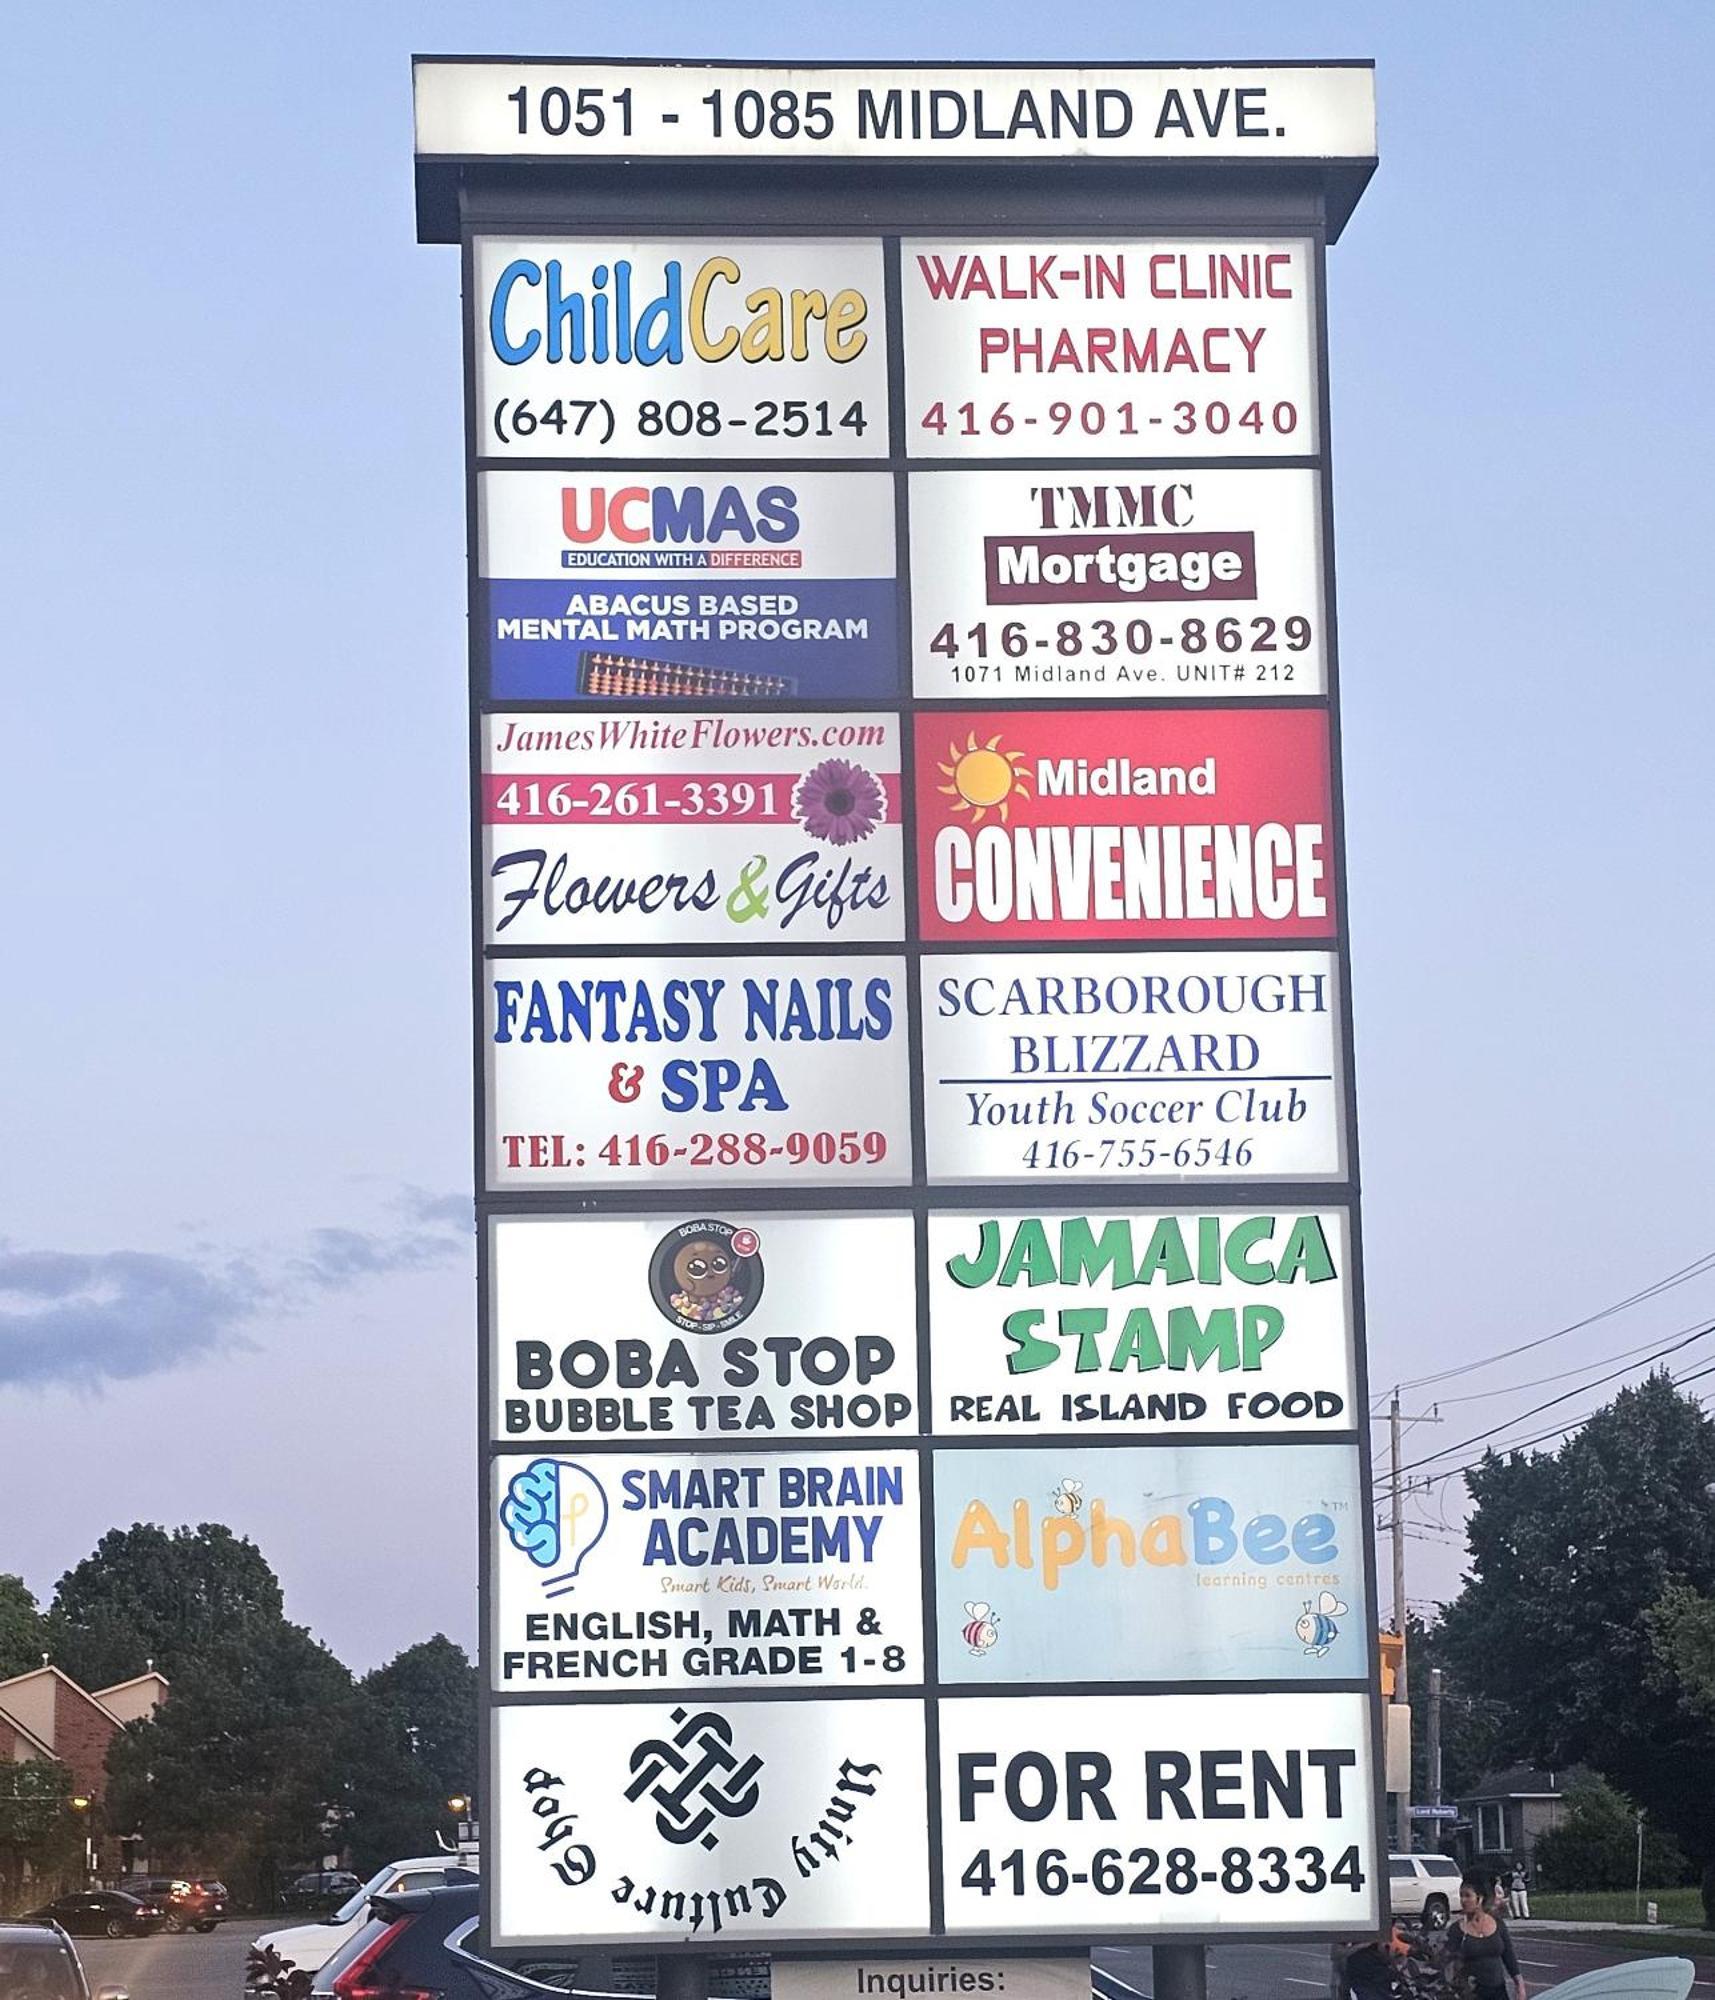 1051 - 1085 MIDLAND AVE.
ChildCare
(647) 808-2514
WALK-IN CLINIC
PHARMACY
416-901-3040
UCMAS
EDUCATION WITH A DIFFERENCE
ABACUS BASED
MENTAL MATH PROGRAM
TMMC
Mortgage
416-830-8629
1071 Midland Ave. UNIT# 212
JamesWhiteFlowers.com
416-261-3391
Flowers & Gifts
Midland
CONVENIENCE
FANTASY NAILS
& SPA
TEL: 416-288-9059
SCARBOROUGH
BLIZZARD
Youth Soccer Club
416-755-6546
BOBA STOP
STOP - SIP - SMILE
BOBA STOP
BUBBLE TEA SHOP
JAMAICA
STAMP
REAL ISLAND FOOD
SMART BRAIN
ACADEMY
Smart Kids, Smart World.
ENGLISH, MATH &
FRENCH GRADE 1-8
AlphaBee™
learning centres
Unity Culture Shop
FOR RENT
416-628-8334
Inquiries: